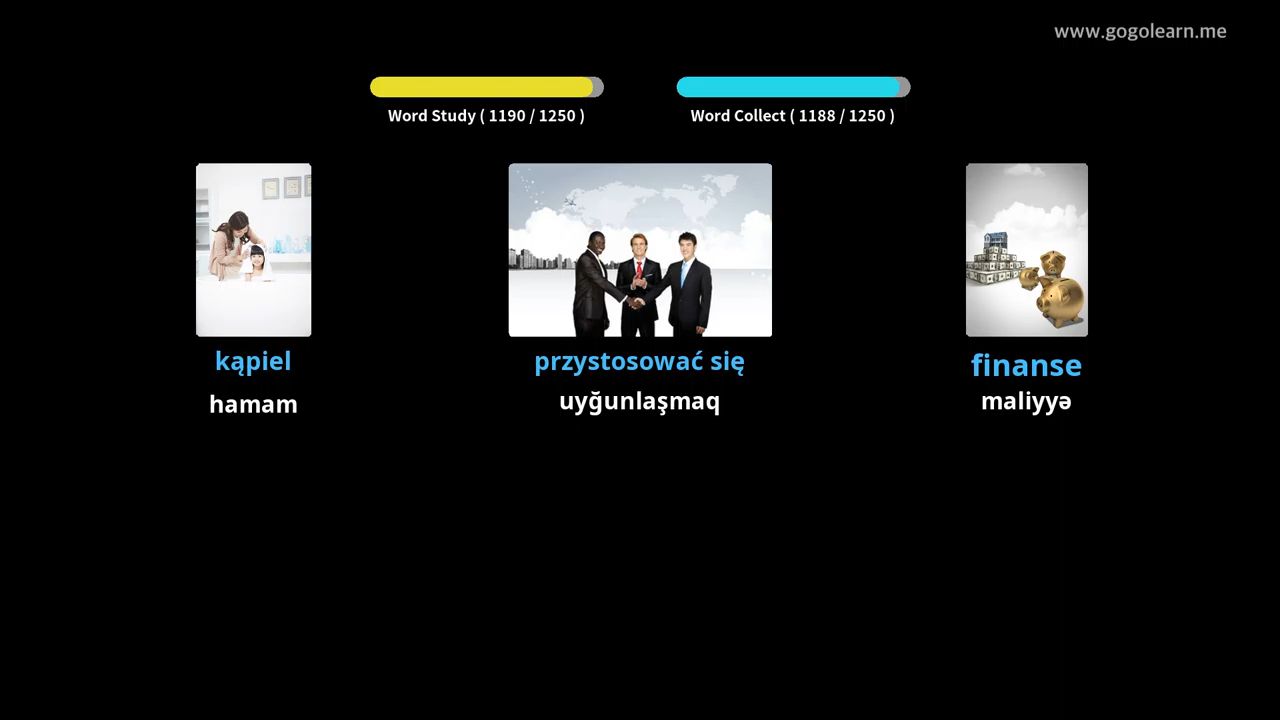 www.gogolearn.me
Word Study ( 1190 / 1250 )
Word Collect ( 1188 / 1250 )
kąpiel
przystosować się
finanse
hamam
uyğunlaşmaq
maliyyə